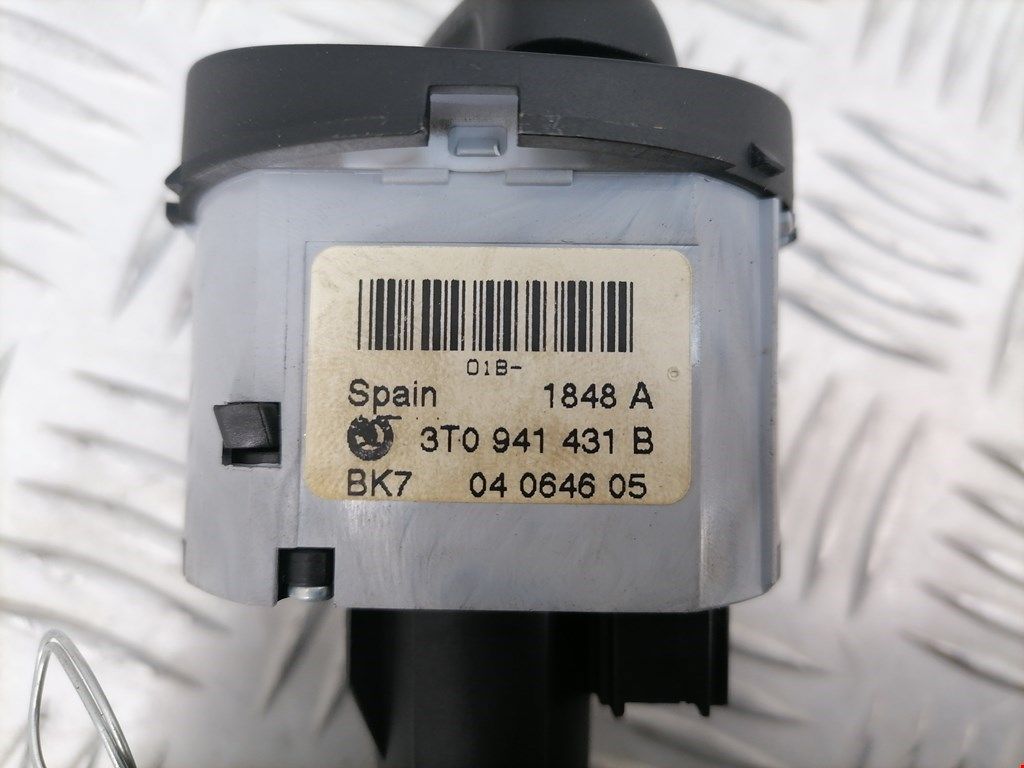 01B-
Spain 1848 A
3T0 941 431 B
BK7 04 0646 05